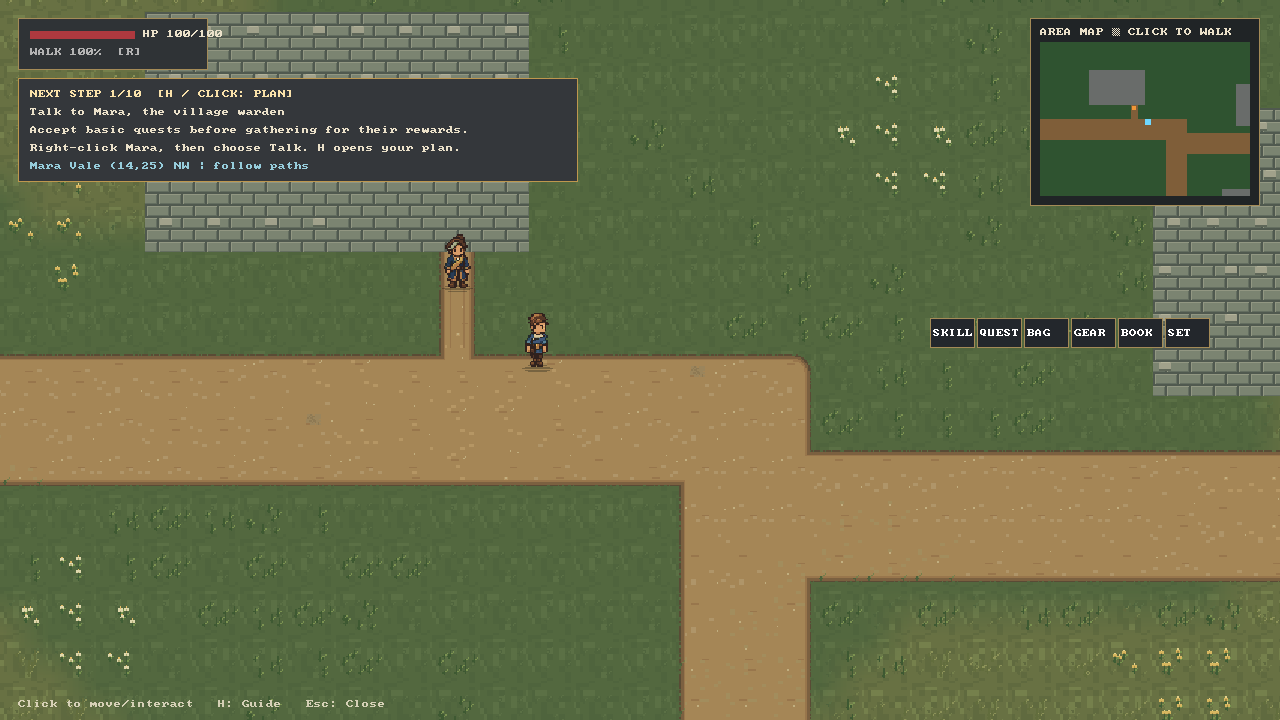 HP 100/100
WALK 100%  [R]
NEXT STEP 1/10  [H / CLICK: PLAN]
Talk to Mara, the village warden
Accept basic quests before gathering for their rewards.
Right-click Mara, then choose Talk. H opens your plan.
Mara Vale (14,25) NW ¦ follow paths
AREA MAP ▒ CLICK TO WALK
SKILL QUEST BAG GEAR BOOK SET
Click to move/interact   H: Guide   Esc: Close